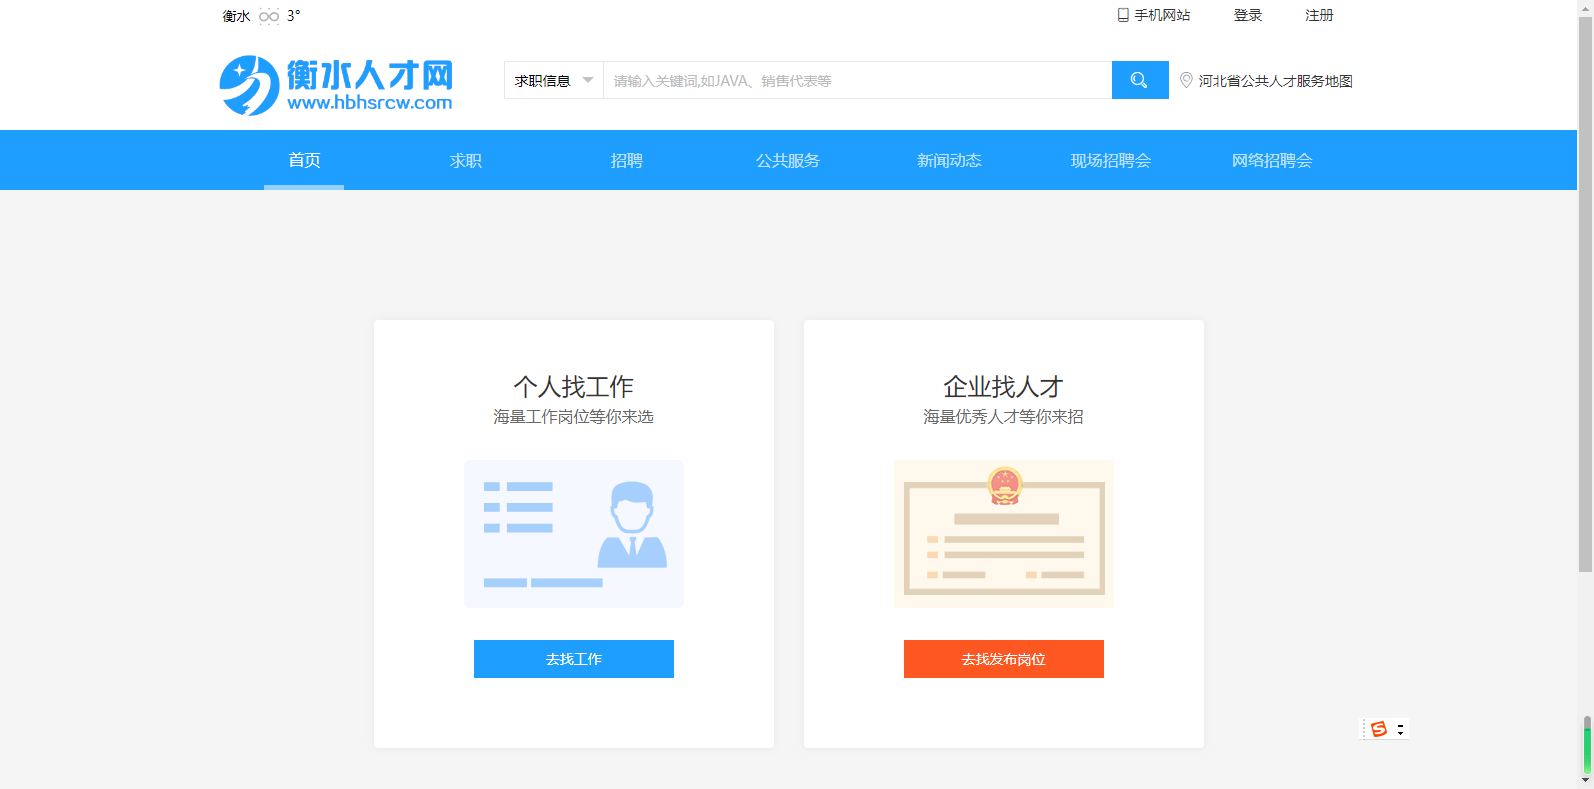 衡水 3°
手机网站 登录 注册
衡水人才网
www.hbhsrcw.com
求职信息 请输入关键词,如JAVA、销售代表等 河北省公共人才服务地图
首页 求职 招聘 公共服务 新闻动态 现场招聘会 网络招聘会
个人找工作
海量工作岗位等你来选
去找工作
企业找人才
海量优秀人才等你来招
去找发布岗位